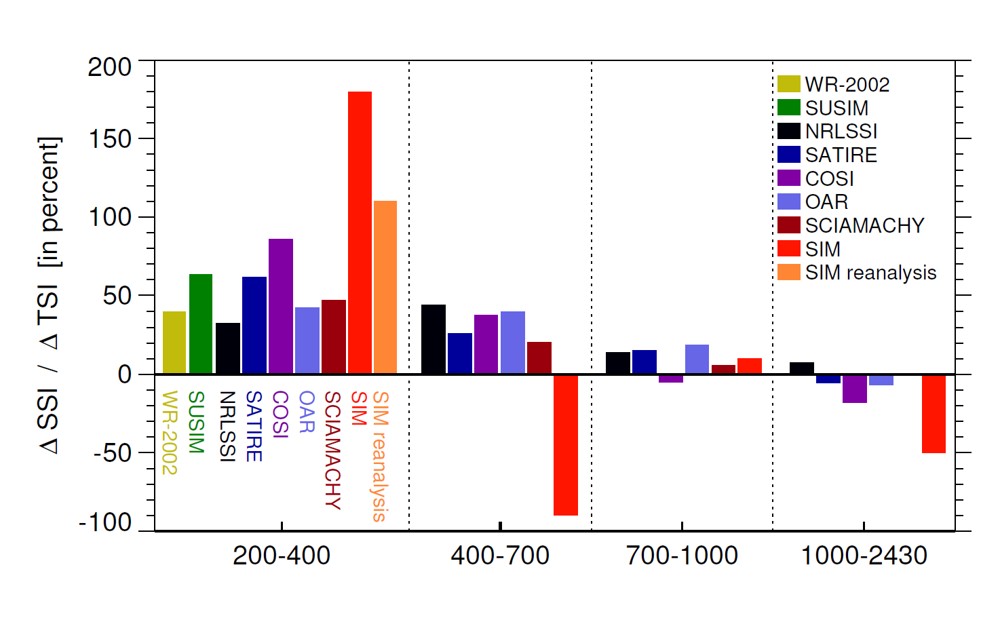 200
150
100
50
0
-50
-100
Δ SSI / Δ TSI [in percent]
WR-2002
SUSIM
NRLSSI
SATIRE
COSI
OAR
SCIAMACHY
SIM
SIM reanalysis
WR-2002
SUSIM
NRLSSI
SATIRE
COSI
OAR
SCIAMACHY
SIM
SIM reanalysis
200-400
400-700
700-1000
1000-2430